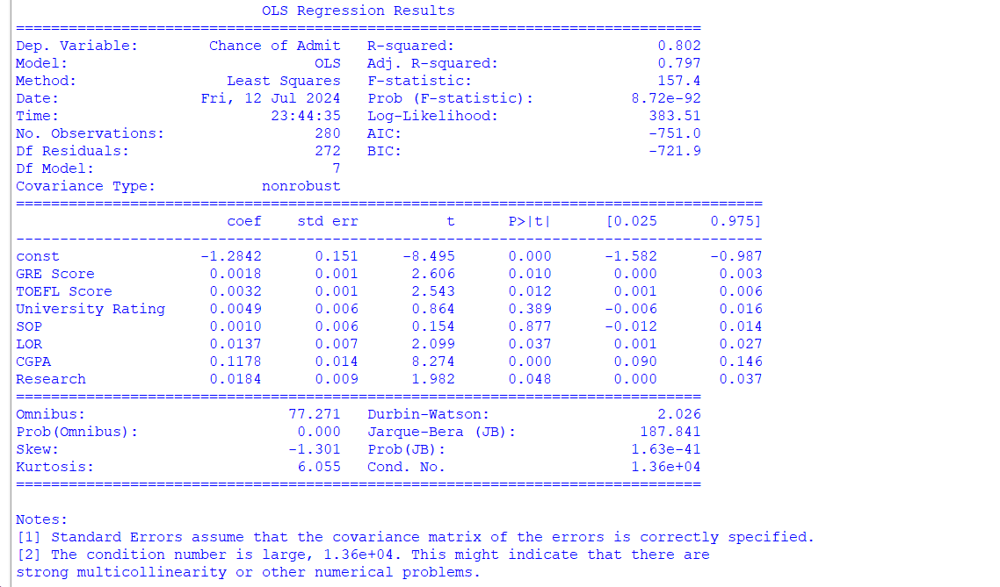 OLS Regression Results
==============================================================================
Dep. Variable:        Chance of Admit   R-squared:                       0.802
Model:                            OLS   Adj. R-squared:                  0.797
Method:                 Least Squares   F-statistic:                     157.4
Date:                Fri, 12 Jul 2024   Prob (F-statistic):           8.72e-92
Time:                        23:44:35   Log-Likelihood:                 383.51
No. Observations:                 280   AIC:                            -751.0
Df Residuals:                     272   BIC:                            -721.9
Df Model:                           7
Covariance Type:            nonrobust
=====================================================================================
                        coef    std err          t      P>|t|      [0.025      0.975]
-------------------------------------------------------------------------------------
const                -1.2842      0.151     -8.495      0.000      -1.582      -0.987
GRE Score             0.0018      0.001      2.606      0.010       0.000       0.003
TOEFL Score           0.0032      0.001      2.543      0.012       0.001       0.006
University Rating     0.0049      0.006      0.864      0.389      -0.006       0.016
SOP                   0.0010      0.006      0.154      0.877      -0.012       0.014
LOR                   0.0137      0.007      2.099      0.037       0.001       0.027
CGPA                  0.1178      0.014      8.274      0.000       0.090       0.146
Research              0.0184      0.009      1.982      0.048       0.000       0.037
==============================================================================
Omnibus:                       77.271   Durbin-Watson:                   2.026
Prob(Omnibus):                  0.000   Jarque-Bera (JB):              187.841
Skew:                          -1.301   Prob(JB):                     1.63e-41
Kurtosis:                       6.055   Cond. No.                     1.36e+04
==============================================================================

Notes:
[1] Standard Errors assume that the covariance matrix of the errors is correctly specified.
[2] The condition number is large, 1.36e+04. This might indicate that there are
strong multicollinearity or other numerical problems.